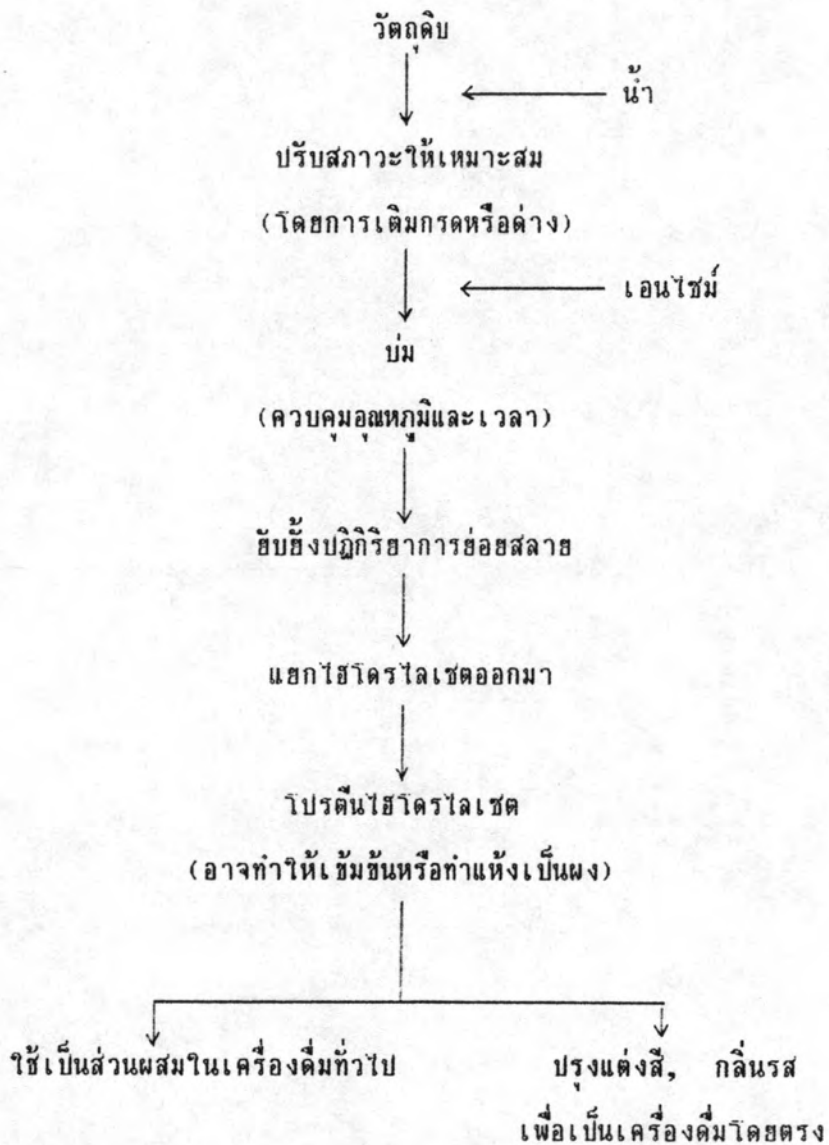 วัตถุดิบ
น้ำ
ปรับสภาวะให้เหมาะสม
(โดยการเติมกรดหรือด่าง)
เอนไซม์
บ่ม
(ควบคุมอุณหภูมิและเวลา)
ยับยั้งปฏิกิริยาการย่อยสลาย
แยกไฮโดรไลเซตออกมา
โปรตีนไฮโดรไลเซต
(อาจทำให้เข้มข้นหรือทำแห้งเป็นผง)
ใช้เป็นส่วนผสมในเครื่องดื่มทั่วไป
ปรุงแต่งสี, กลิ่นรส
เพื่อเป็นเครื่องดื่มโดยตรง